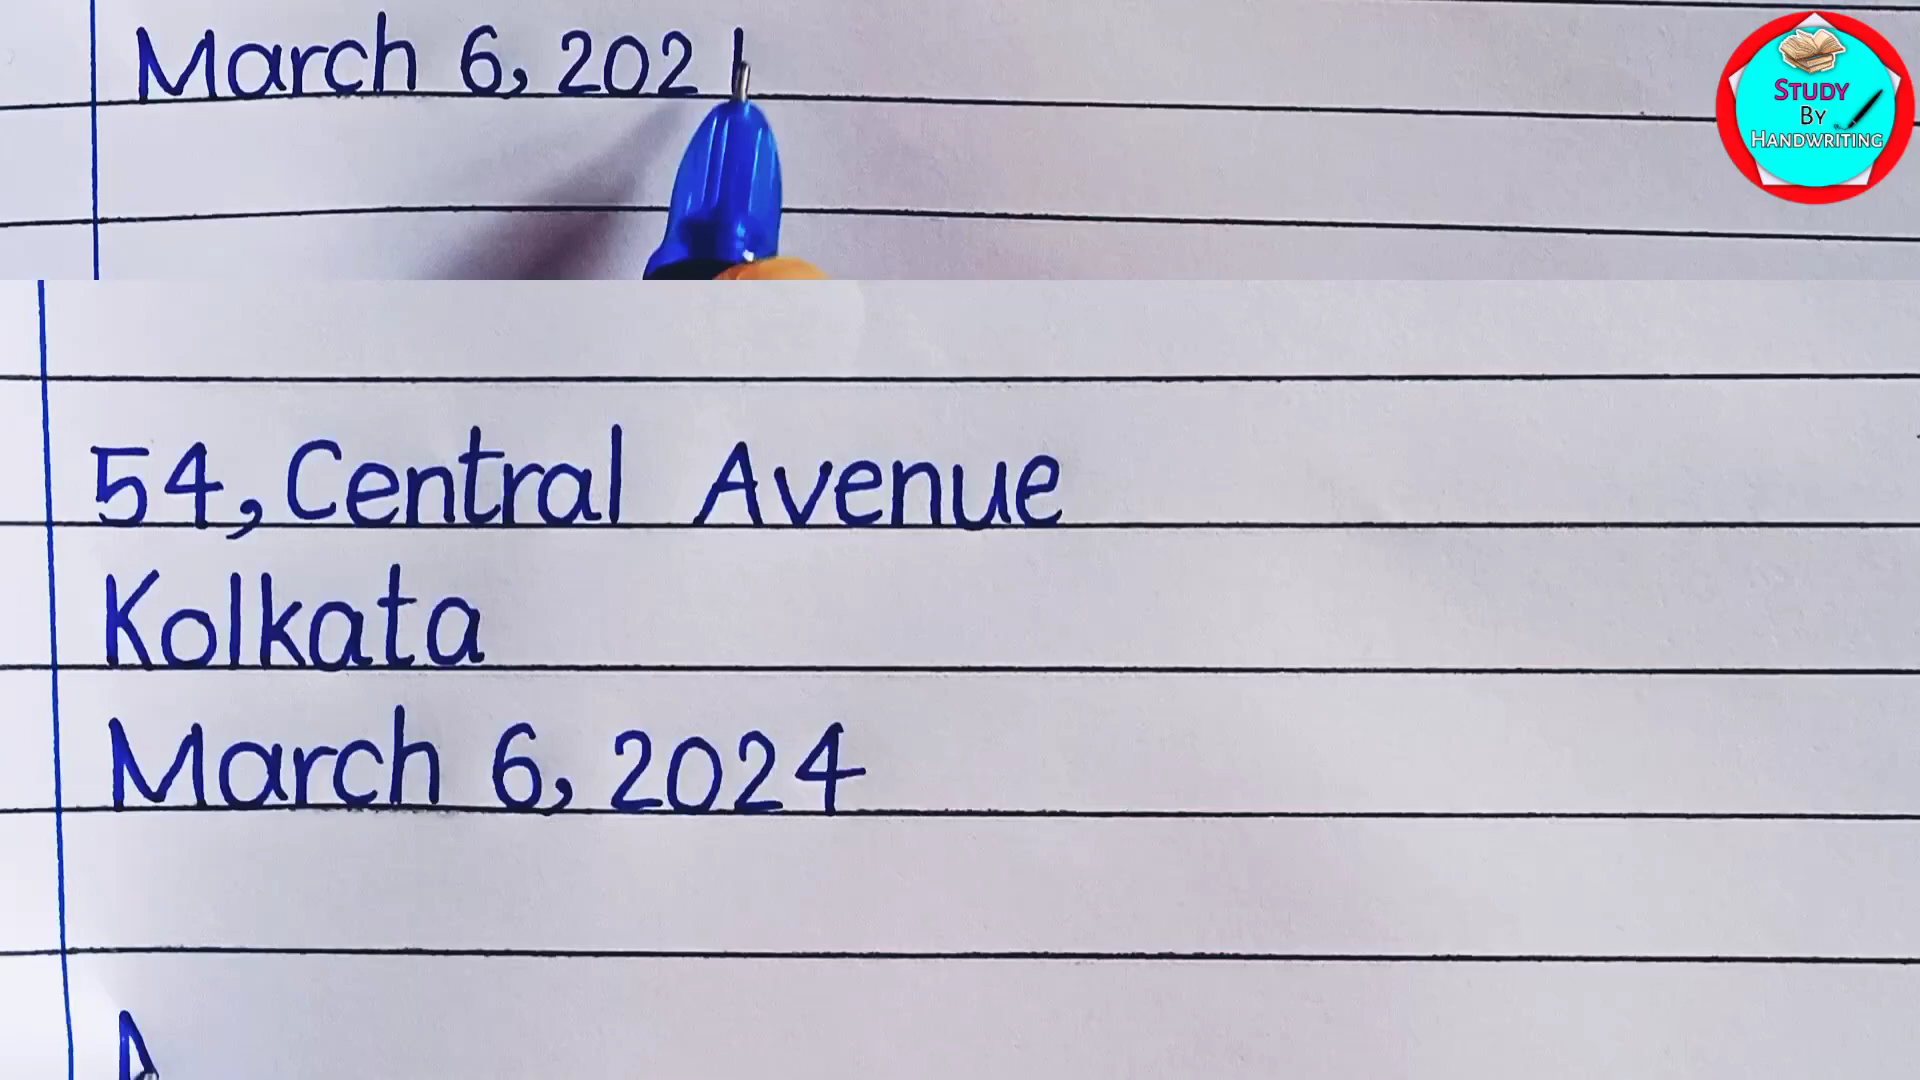 March 6, 202
STUDY
BY
HANDWRITING
54, Central Avenue
Kolkata
March 6, 2024